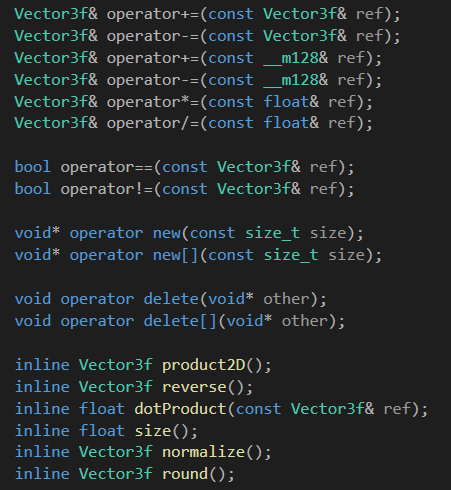 Vector3f& operator+=(const Vector3f& ref);
Vector3f& operator-=(const Vector3f& ref);
Vector3f& operator+=(const __m128& ref);
Vector3f& operator-=(const __m128& ref);
Vector3f& operator*=(const float& ref);
Vector3f& operator/=(const float& ref);
bool operator==(const Vector3f& ref);
bool operator!=(const Vector3f& ref);
void* operator new(const size_t size);
void* operator new[](const size_t size);
void operator delete(void* other);
void operator delete[](void* other);
inline Vector3f product2D();
inline Vector3f reverse();
inline float dotProduct(const Vector3f& ref);
inline float size();
inline Vector3f normalize();
inline Vector3f round();